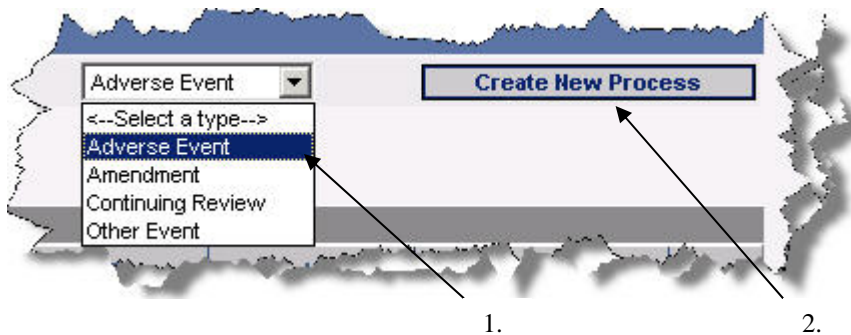 Adverse Event
Create New Process
<--Select a type-->
Adverse Event
Amendment
Continuing Review
Other Event
1.
2.